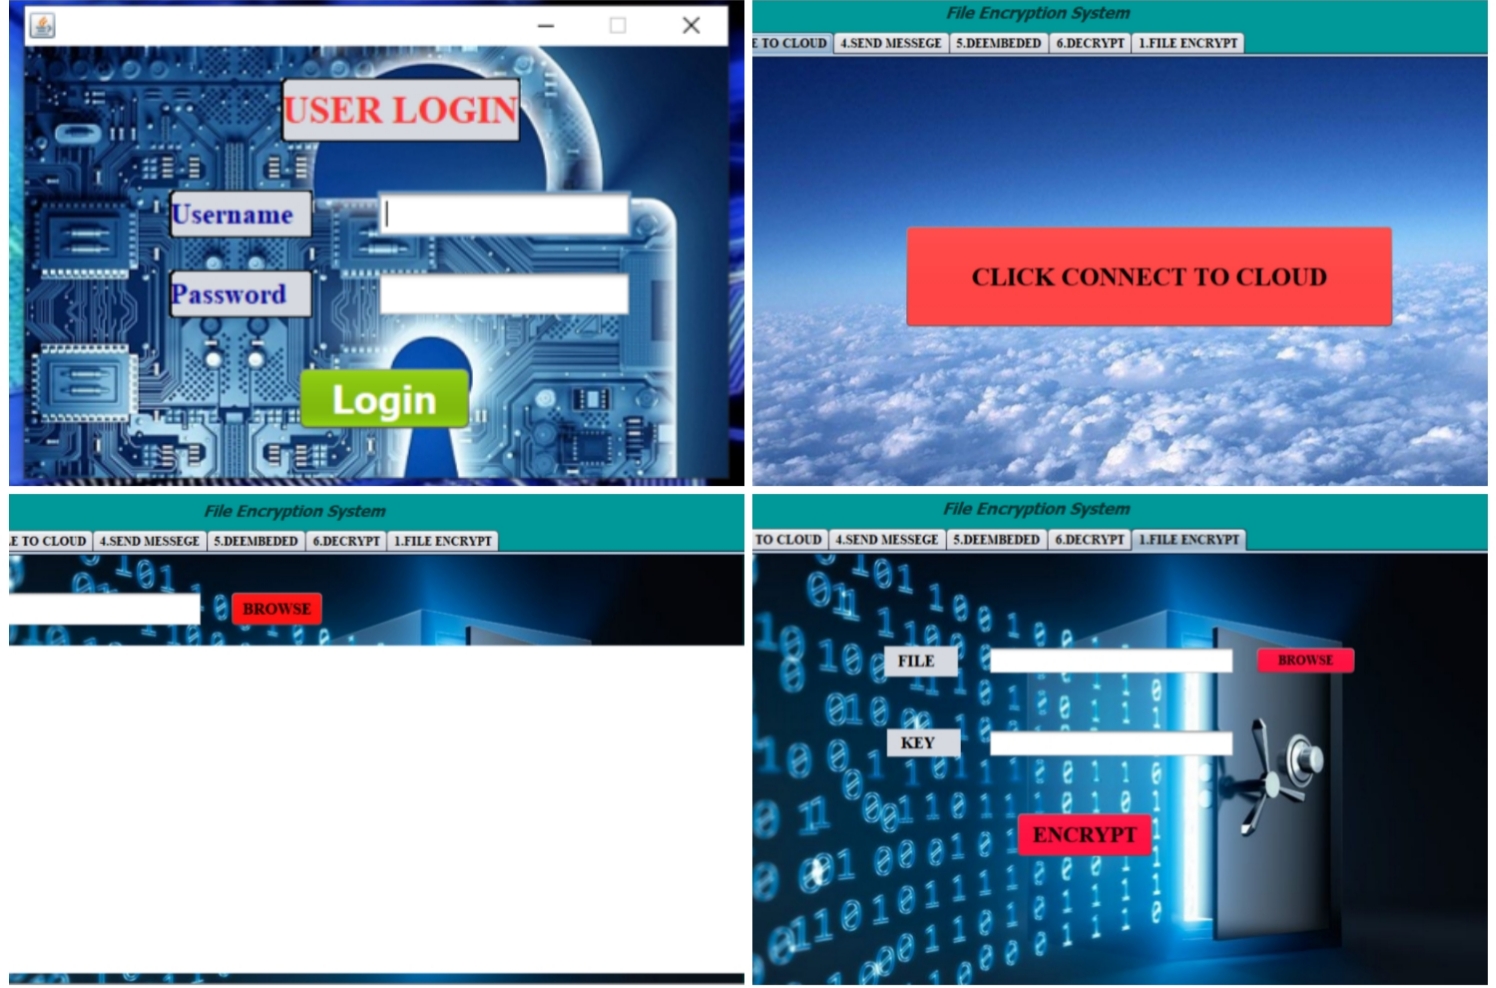 USER LOGIN
Username
Password
Login
File Encryption System
E TO CLOUD 4.SEND MESSEGE 5.DEEMBEDED 6.DECRYPT 1.FILE ENCRYPT
CLICK CONNECT TO CLOUD
File Encryption System
E TO CLOUD 4.SEND MESSEGE 5.DEEMBEDED 6.DECRYPT 1.FILE ENCRYPT
BROWSE
File Encryption System
TO CLOUD 4.SEND MESSEGE 5.DEEMBEDED 6.DECRYPT 1.FILE ENCRYPT
FILE BROWSE
KEY
ENCRYPT